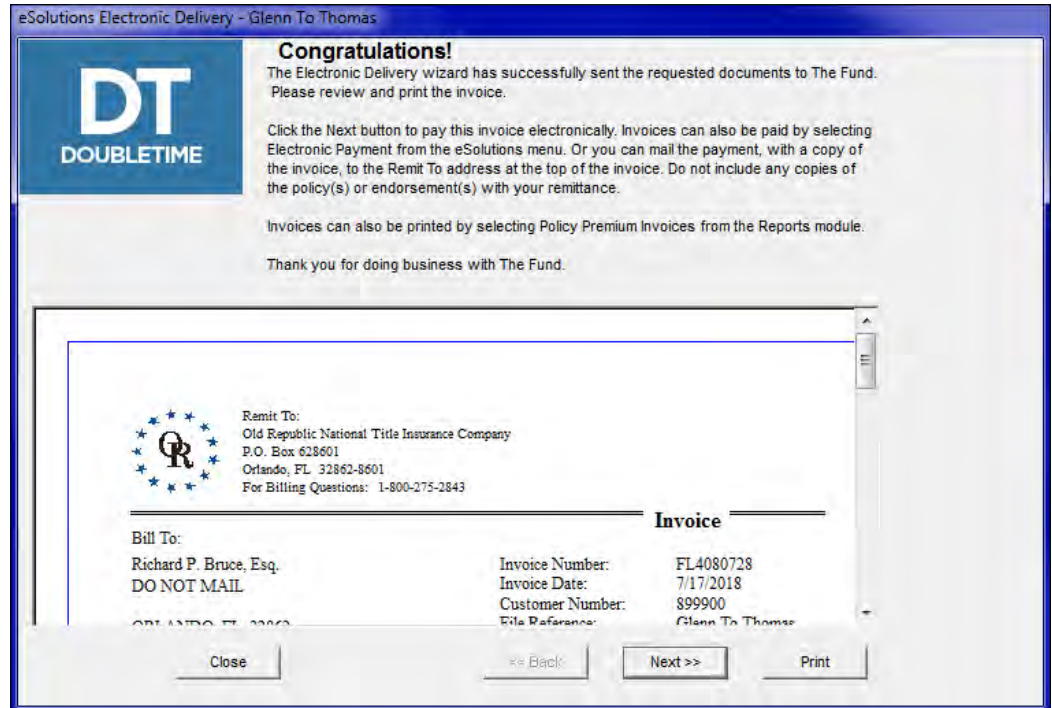 eSolutions Electronic Delivery - Glenn To Thomas
DT
DOUBLETIME
Congratulations!
The Electronic Delivery wizard has successfully sent the requested documents to The Fund.
Please review and print the invoice.
Click the Next button to pay this invoice electronically. Invoices can also be paid by selecting
Electronic Payment from the eSolutions menu. Or you can mail the payment, with a copy of
the invoice, to the Remit To address at the top of the invoice. Do not include any copies of
the policy(s) or endorsement(s) with your remittance.
Invoices can also be printed by selecting Policy Premium Invoices from the Reports module.
Thank you for doing business with The Fund.
OR
Remit To:
Old Republic National Title Insurance Company
P.O. Box 628601
Orlando, FL 32862-8601
For Billing Questions: 1-800-275-2843
Invoice
Bill To:
Richard P. Bruce, Esq.
DO NOT MAIL
Invoice Number: FL4080728
Invoice Date: 7/17/2018
Customer Number: 899900
File Reference: Glenn To Thomas
Close
<< Back
Next >>
Print